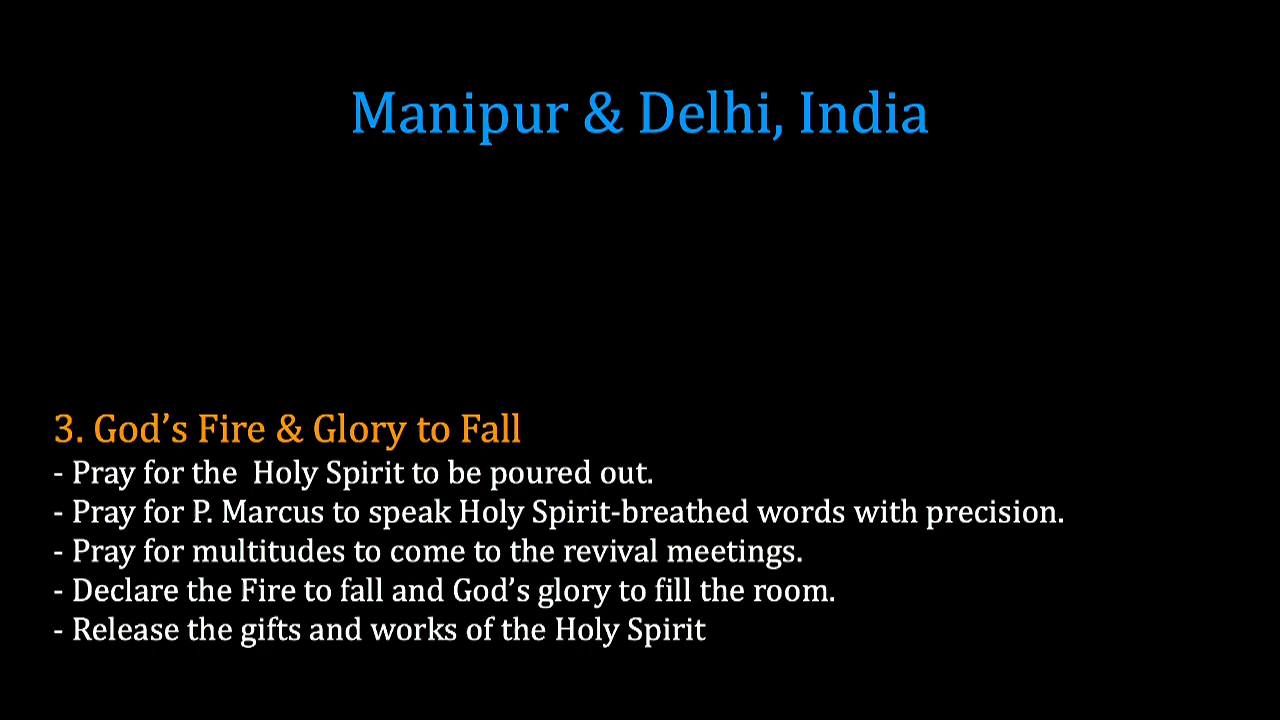 Manipur & Delhi, India
3. God’s Fire & Glory to Fall
- Pray for the  Holy Spirit to be poured out.
- Pray for P. Marcus to speak Holy Spirit-breathed words with precision.
- Pray for multitudes to come to the revival meetings.
- Declare the Fire to fall and God’s glory to fill the room.
- Release the gifts and works of the Holy Spirit